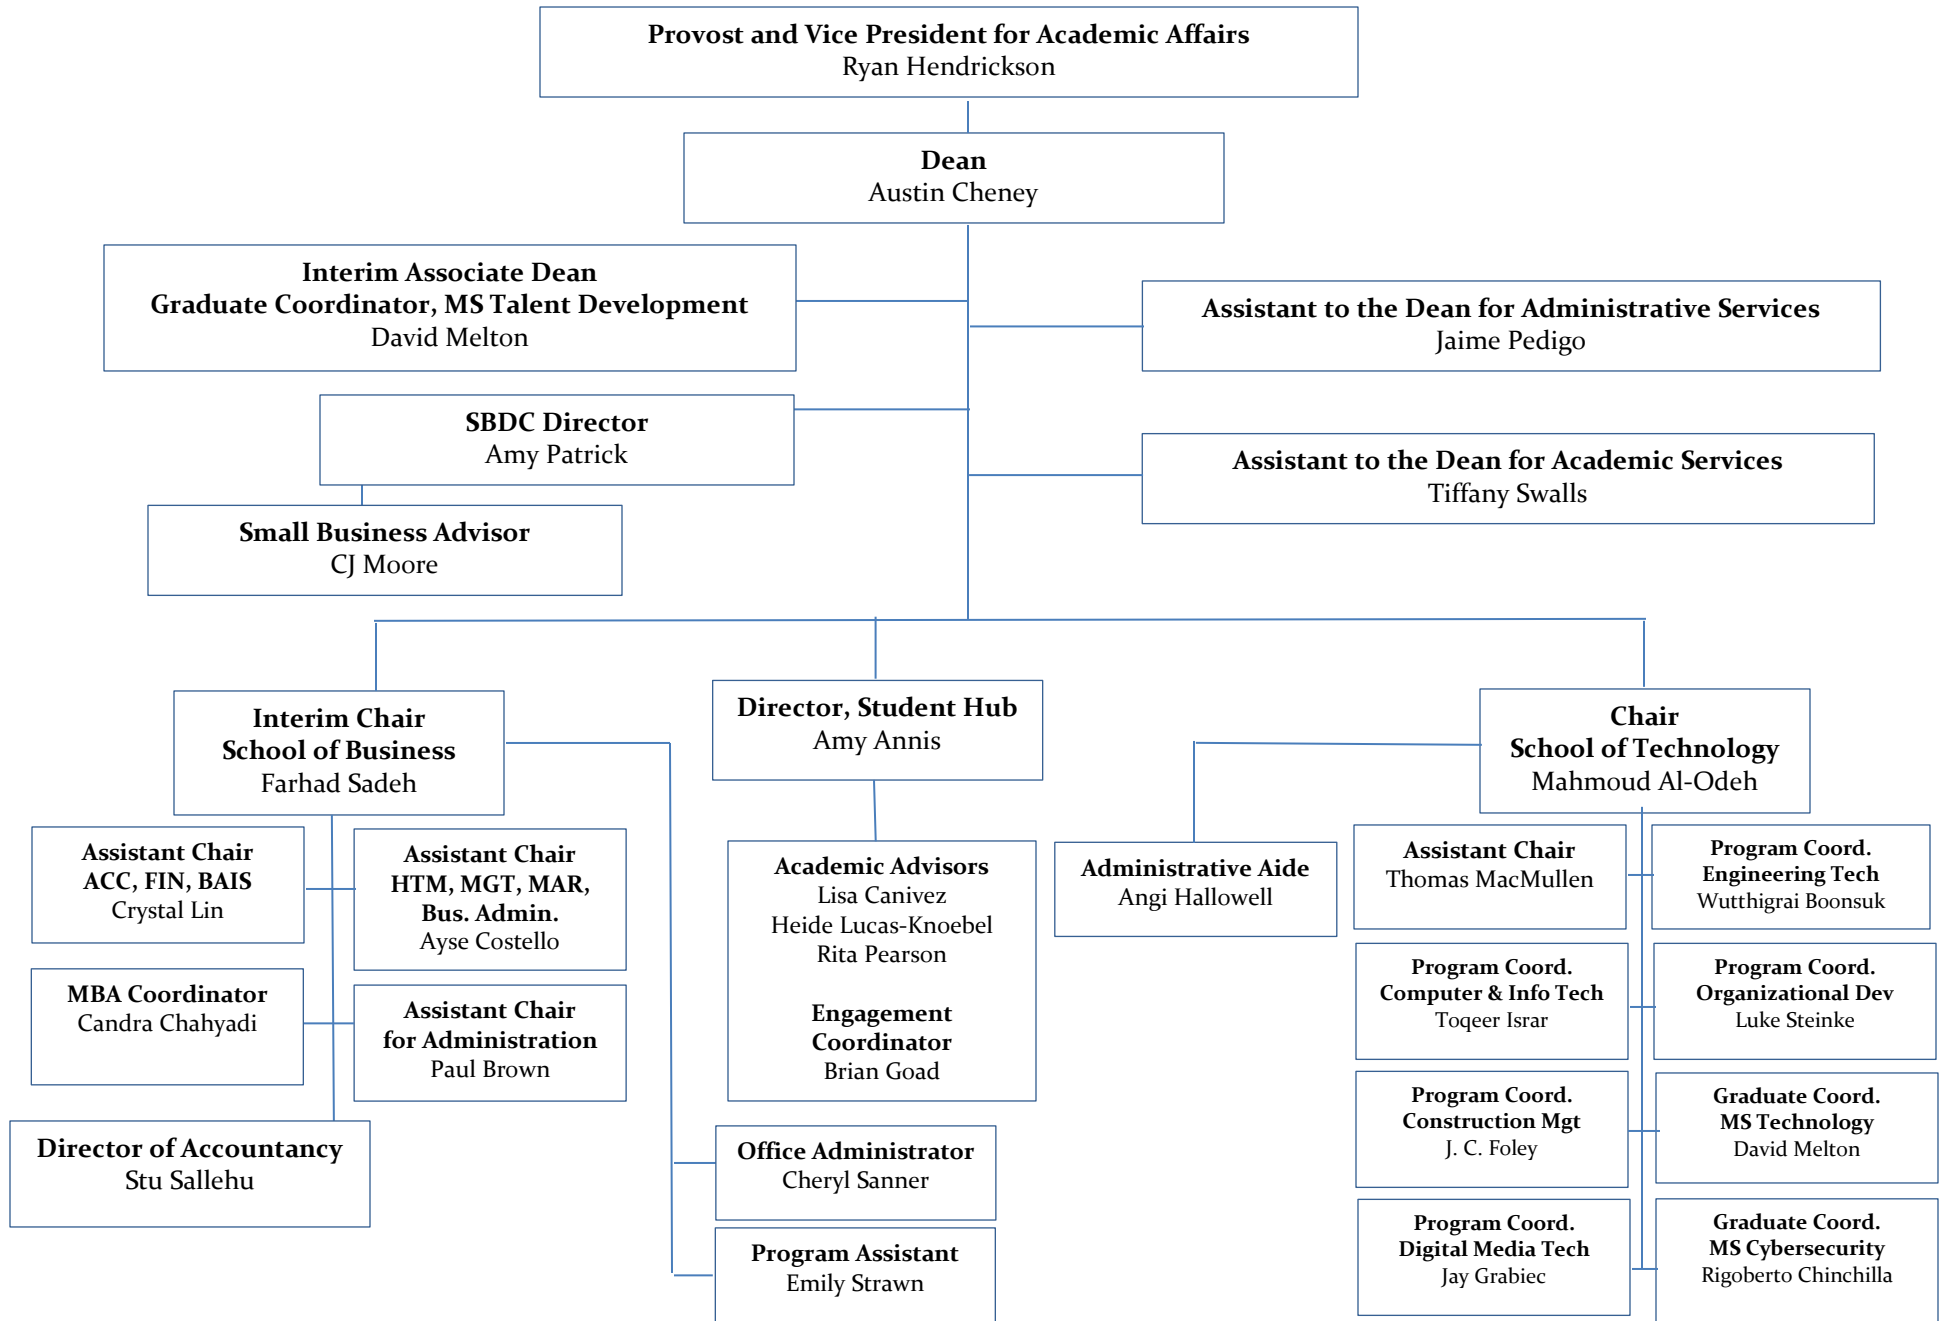 Provost and Vice President for Academic Affairs
Ryan Hendrickson
Dean
Austin Cheney
Interim Associate Dean
Graduate Coordinator, MS Talent Development
David Melton
Assistant to the Dean for Administrative Services
Jaime Pedigo
SBDC Director
Amy Patrick
Assistant to the Dean for Academic Services
Tiffany Swalls
Small Business Advisor
CJ Moore
Interim Chair
School of Business
Farhad Sadeh
Director, Student Hub
Amy Annis
Chair
School of Technology
Mahmoud Al-Odeh
Assistant Chair
ACC, FIN, BAIS
Crystal Lin
Assistant Chair
HTM, MGT, MAR,
Bus. Admin.
Ayse Costello
MBA Coordinator
Candra Chahyadi
Assistant Chair
for Administration
Paul Brown
Director of Accountancy
Stu Sallehu
Academic Advisors
Lisa Canivez
Heide Lucas-Knoebel
Rita Pearson
Engagement
Coordinator
Brian Goad
Office Administrator
Cheryl Sanner
Program Assistant
Emily Strawn
Administrative Aide
Angi Hallowell
Assistant Chair
Thomas MacMullen
Program Coord.
Engineering Tech
Wutthigrai Boonsuk
Program Coord.
Computer & Info Tech
Toqeer Israr
Program Coord.
Organizational Dev
Luke Steinke
Program Coord.
Construction Mgt
J. C. Foley
Graduate Coord.
MS Technology
David Melton
Program Coord.
Digital Media Tech
Jay Grabiec
Graduate Coord.
MS Cybersecurity
Rigoberto Chinchilla